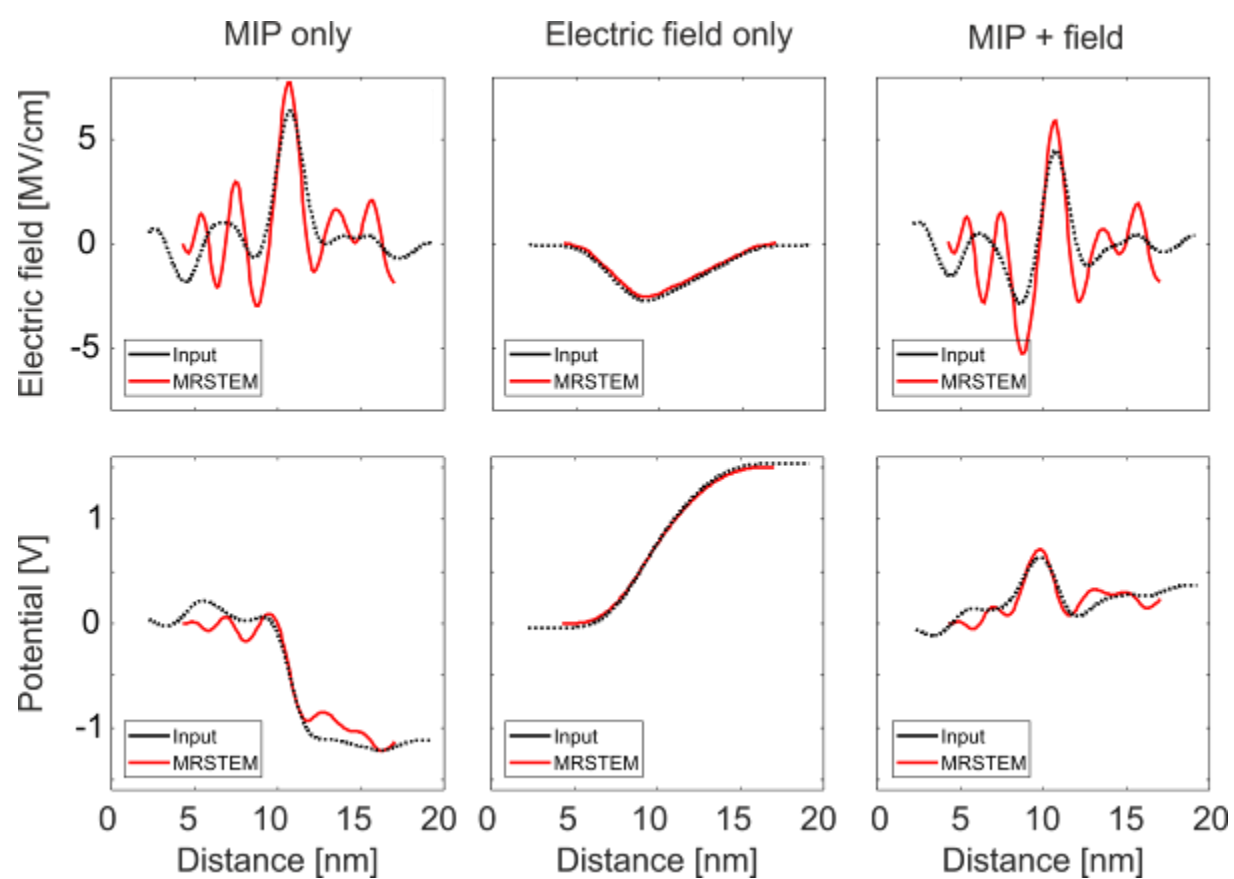 MIP only
Electric field only
MIP + field
Electric field [MV/cm]
5
0
-5
Input
MRSTEM
Input
MRSTEM
Input
MRSTEM
Potential [V]
1
0
-1
Input
MRSTEM
Input
MRSTEM
Input
MRSTEM
0 5 10 15 20
0 5 10 15 20
0 5 10 15 20
Distance [nm]
Distance [nm]
Distance [nm]